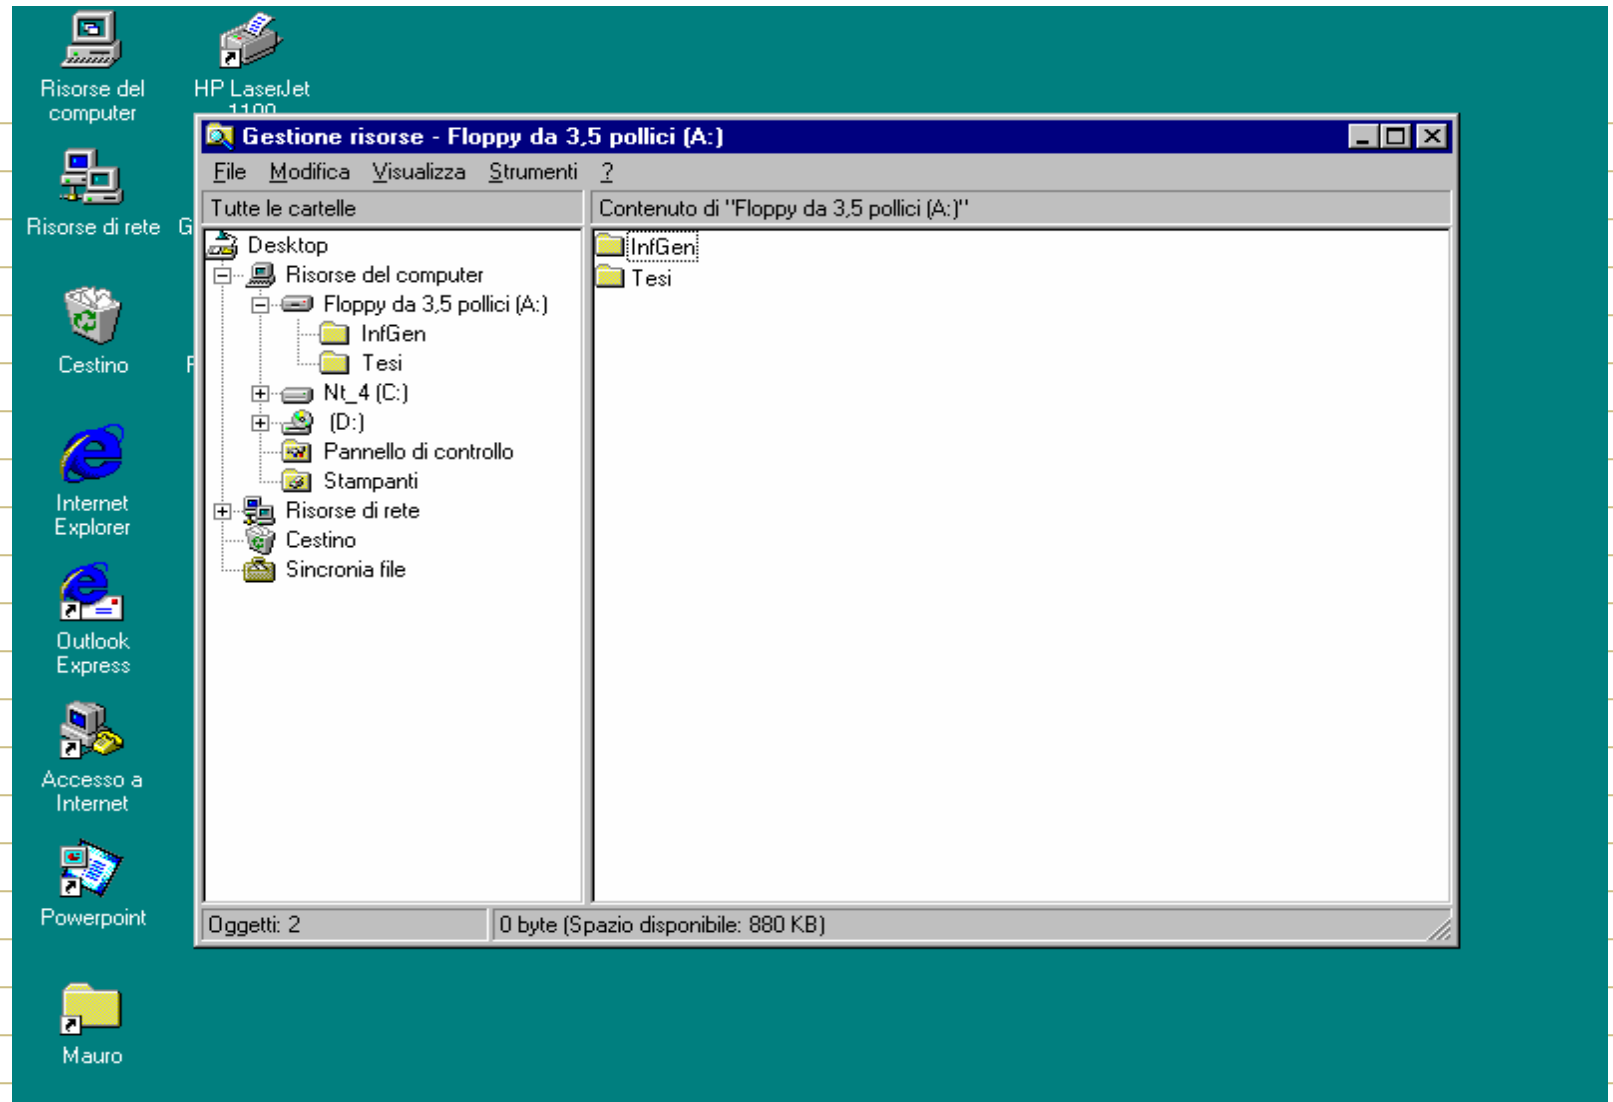 Risorse del
computer
HP LaserJet
1100
Risorse di rete
Cestino
Internet
Explorer
Outlook
Express
Accesso a
Internet
Powerpoint
Mauro
Gestione risorse - Floppy da 3,5 pollici (A:)
File Modifica Visualizza Strumenti ?
Tutte le cartelle
Contenuto di "Floppy da 3,5 pollici (A:)"
Desktop
Risorse del computer
Floppy da 3,5 pollici (A:)
InfGen
Tesi
Nt_4 (C:)
(D:)
Pannello di controllo
Stampanti
Risorse di rete
Cestino
Sincronia file
InfGen
Tesi
Oggetti: 2
0 byte (Spazio disponibile: 880 KB)